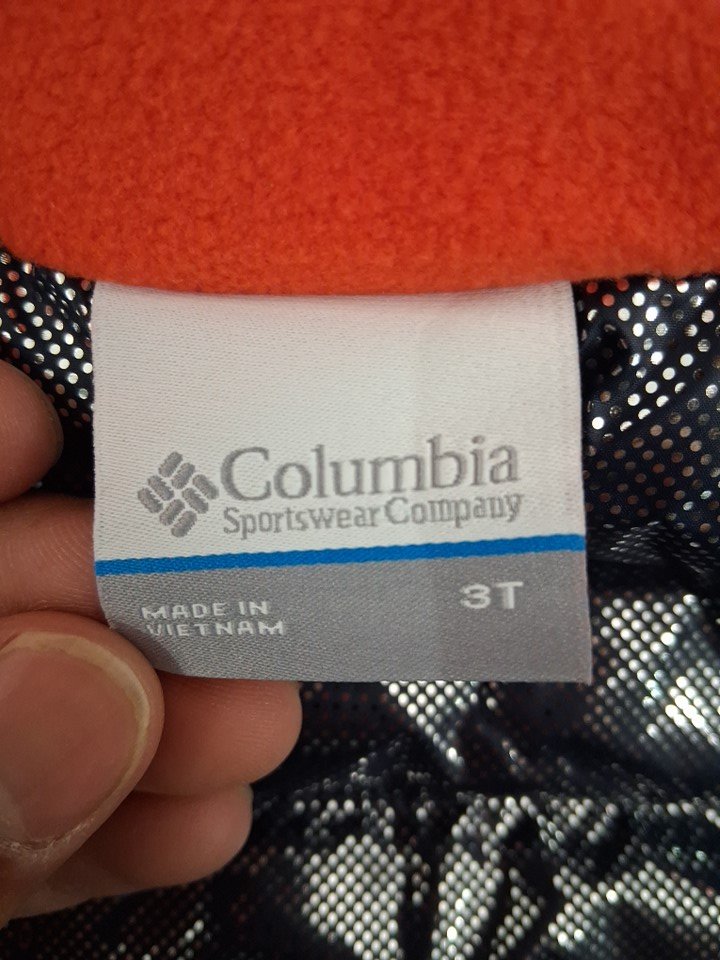 Columbia
Sportswear Company
3T
MADE IN
VIETNAM